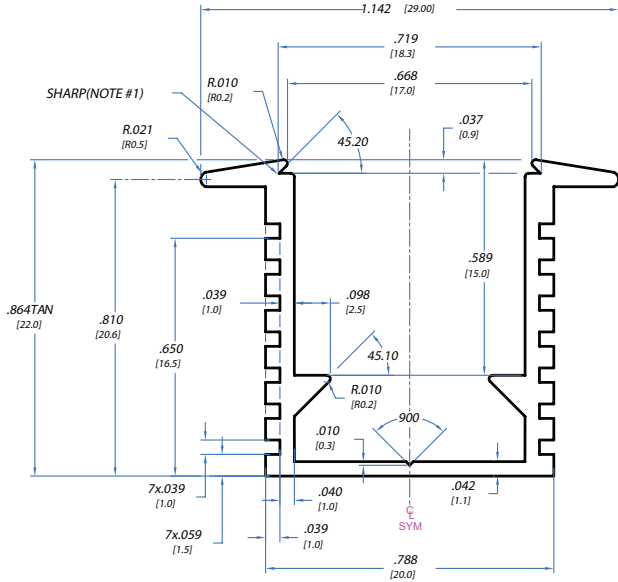 1.142 [29.00]
.719
[18.3]
.668
[17.0]
R.010
[R0.2]
SHARP(NOTE #1)
.037
[0.9]
R.021
[R0.5]
45.20
.589
[15.0]
.039
[1.0]
.098
[2.5]
.864TAN
[22.0]
.810
[20.6]
.650
[16.5]
45.10
R.010
[R0.2]
900
.010
[0.3]
7x.039
[1.0]
.040
[1.0]
.042
[1.1]
7x.059
[1.5]
.039
[1.0]
CL
SYM
.788
[20.0]